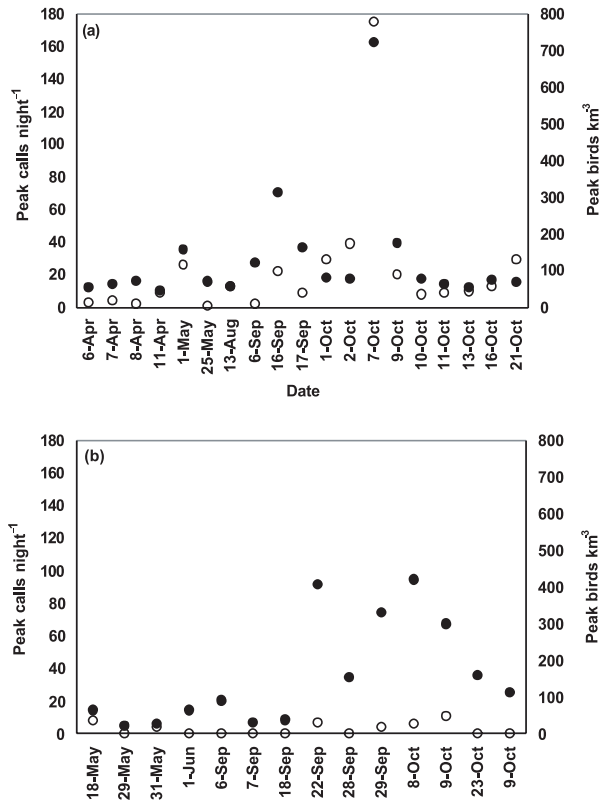 (a)
Peak calls night⁻¹
180
160
140
120
100
80
60
40
20
0
800
700
600
500
400
300
200
100
0
Peak birds km⁻³
6-Apr
7-Apr
8-Apr
11-Apr
1-May
25-May
13-Aug
6-Sep
16-Sep
17-Sep
1-Oct
2-Oct
7-Oct
9-Oct
10-Oct
11-Oct
13-Oct
16-Oct
21-Oct
Date
(b)
Peak calls night⁻¹
180
160
140
120
100
80
60
40
20
0
800
700
600
500
400
300
200
100
0
Peak birds km⁻³
18-May
29-May
31-May
1-Jun
6-Sep
7-Sep
18-Sep
22-Sep
28-Sep
29-Sep
8-Oct
9-Oct
23-Oct
9-Oct